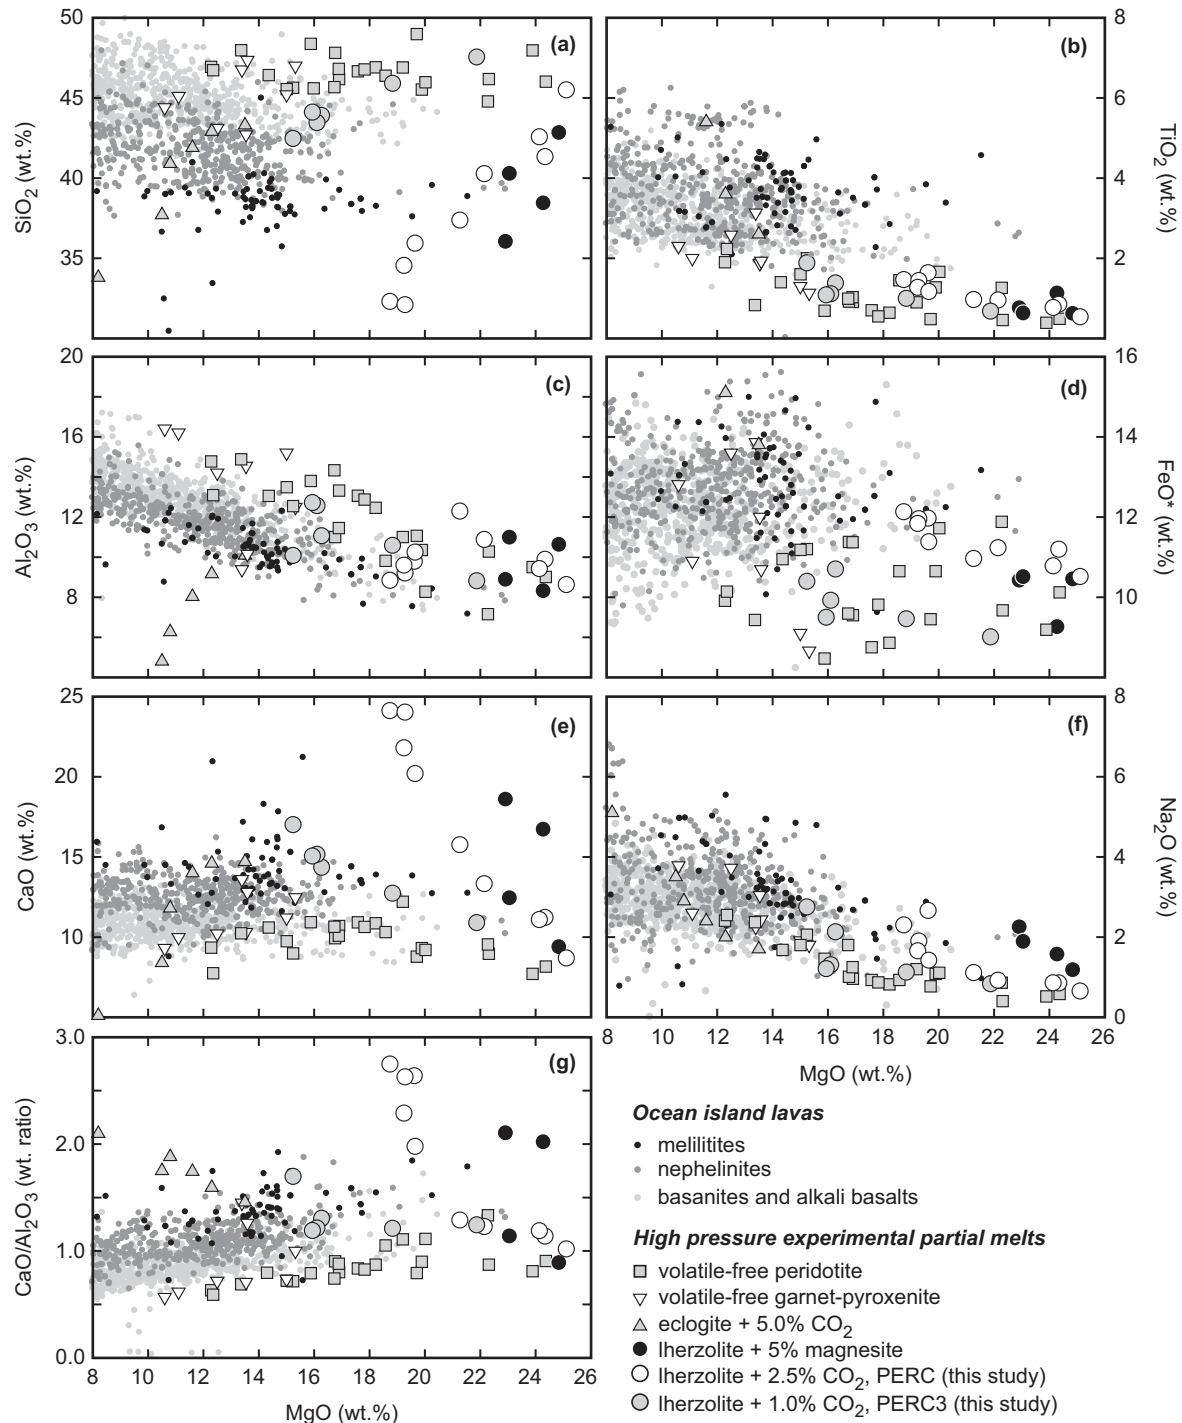 50
45
40
35
SiO2 (wt.%)
(a)
8
6
4
2
TiO2 (wt.%)
(b)
20
16
12
8
Al2O3 (wt.%)
(c)
16
14
12
10
FeO* (wt.%)
(d)
25
20
15
10
CaO (wt.%)
(e)
8
6
4
2
0
Na2O (wt.%)
(f)
8 10 12 14 16 18 20 22 24 26
MgO (wt.%)
3.0
2.0
1.0
0.0
CaO/Al2O3 (wt. ratio)
(g)
8 10 12 14 16 18 20 22 24 26
MgO (wt.%)
Ocean island lavas
melilitites
nephelinites
basanites and alkali basalts
High pressure experimental partial melts
volatile-free peridotite
volatile-free garnet-pyroxenite
eclogite + 5.0% CO2
lherzolite + 5% magnesite
lherzolite + 2.5% CO2, PERC (this study)
lherzolite + 1.0% CO2, PERC3 (this study)